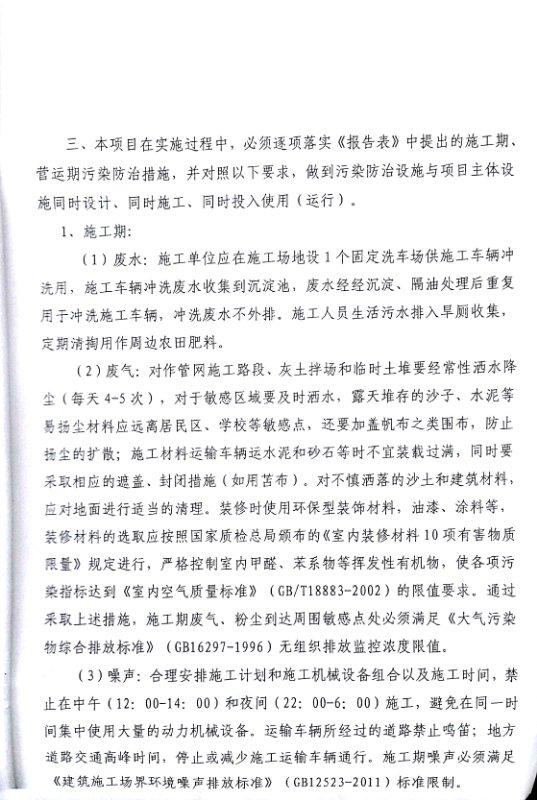 三、本项目在实施过程中，必须逐项落实《报告表》中提出的施工期、
营运期污染防治措施，并对照以下要求，做到污染防治设施与项目主体设
施同时设计、同时施工、同时投入使用（运行）。
1、施工期：
（1）废水：施工单位应在施工场地设1个固定洗车场供施工车辆冲
洗用，施工车辆冲洗废水收集到沉淀池，废水经经沉淀、隔油处理后重复
用于冲洗施工车辆，冲洗废水不外排。施工人员生活污水排入旱厕收集，
定期清掏用作周边农田肥料。
（2）废气：对作管网施工路段、灰土拌场和临时土堆要经常性洒水降
尘（每天4-5次），对于敏感区域要及时洒水，露天堆存的沙子、水泥等
易扬尘材料应远离居民区、学校等敏感点，还要加盖帆布之类围布，防止
扬尘的扩散；施工材料运输车辆运水泥和砂石等时不宜装载过满，同时要
采取相应的遮盖、封闭措施（如用苫布）。对不慎洒落的沙土和建筑材料，
应对地面进行适当的清理。装修时使用环保型装饰材料，油漆、涂料等，
装修材料的选取应按照国家质检总局颁布的《室内装修材料10项有害物质
限量》规定进行，严格控制室内甲醛、苯系物等挥发性有机物，使各项污
染指标达到《室内空气质量标准》（GB/T18883-2002）的限值要求。通过
采取上述措施，施工期废气、粉尘到达周围敏感点处必须满足《大气污染
物综合排放标准》（GB16297-1996）无组织排放监控浓度限值。
（3）噪声：合理安排施工计划和施工机械设备组合以及施工时间，禁
止在中午（12：00-14：00）和夜间（22：00-6：00）施工，避免在同一时
间集中使用大量的动力机械设备。运输车辆所经过的道路禁止鸣笛；地方
道路交通高峰时间，停止或减少施工运输车辆通行。施工期噪声必须满足
《建筑施工场界环境噪声排放标准》（GB12523-2011）标准限制。